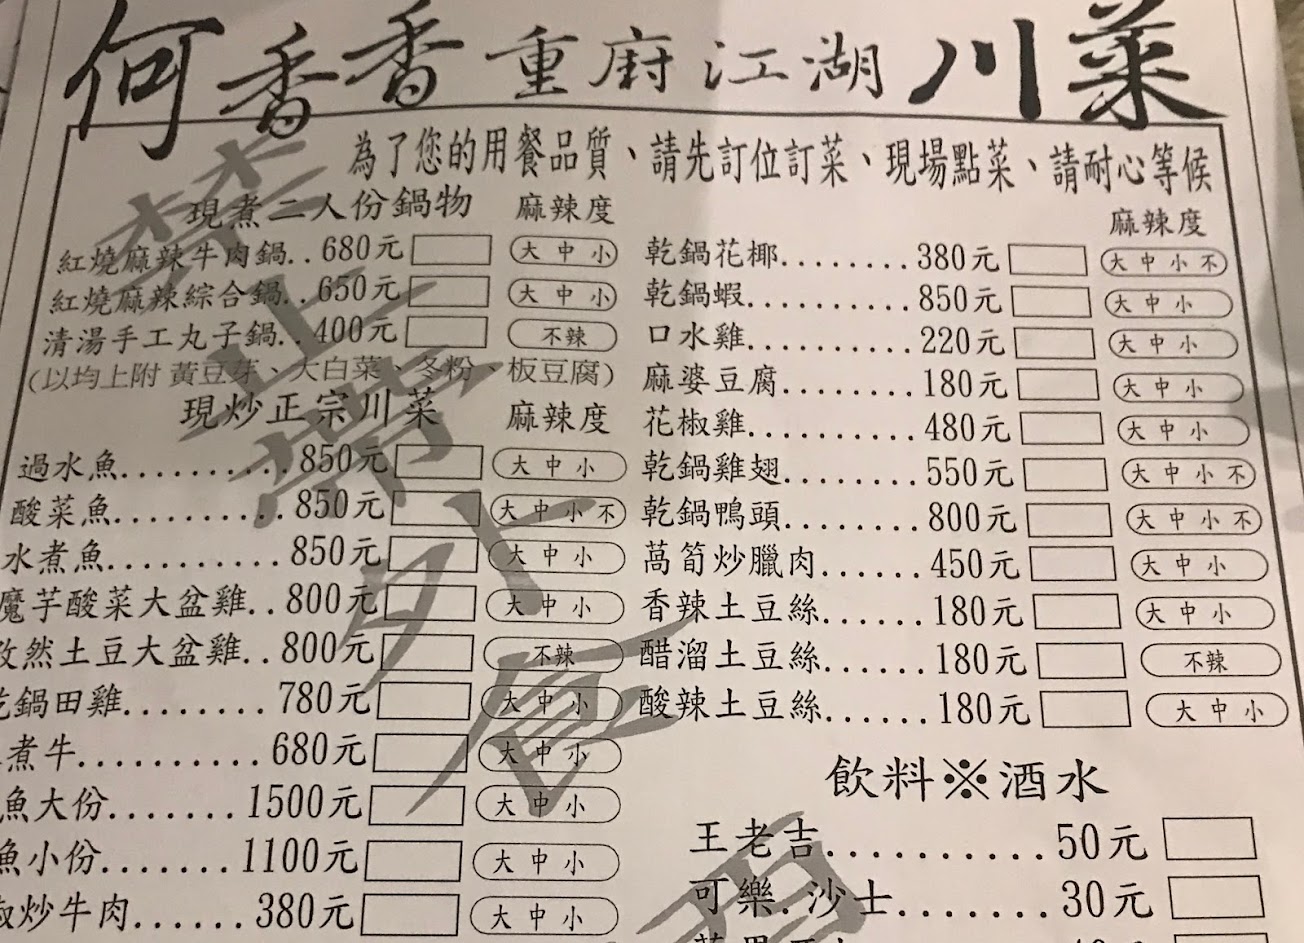 何香香重府江湖川菜
為了您的用餐品質、請先訂位訂菜、現場點菜、請耐心等候
現煮二人份鍋物 麻辣度
紅燒麻辣牛肉鍋..680元 大 中 小
紅燒麻辣綜合鍋..650元 大 中 小
清湯手工丸子鍋..400元 不辣
(以均上附 黃豆芽、大白菜、冬粉、板豆腐)
現炒正宗川菜 麻辣度
過水魚..........850元 大 中 小
酸菜魚..........850元 大 中 小 不
水煮魚..........850元 大 中 小
魔芋酸菜大盆雞..800元 大 中 小
孜然土豆大盆雞..800元 不辣
鍋田雞........780元 大 中 小
煮牛..........680元 大 中 小
魚大份.......1500元 大 中 小
魚小份.......1100元 大 中 小
椒炒牛肉......380元 大 中 小
麻辣度
乾鍋花椰........380元 大 中 小 不
乾鍋蝦..........850元 大 中 小
口水雞..........220元 大 中 小
麻婆豆腐........180元 大 中 小
花椒雞..........480元 大 中 小
乾鍋雞翅........550元 大 中 小 不
乾鍋鴨頭.......800元 大 中 小 不
萵筍炒臘肉......450元 大 中 小
香辣土豆絲......180元 大 中 小
醋溜土豆絲......180元 不辣
酸辣土豆絲......180元 大 中 小
飲料※酒水
王老吉...........50元
可樂.沙士.......30元
禁止帶外食